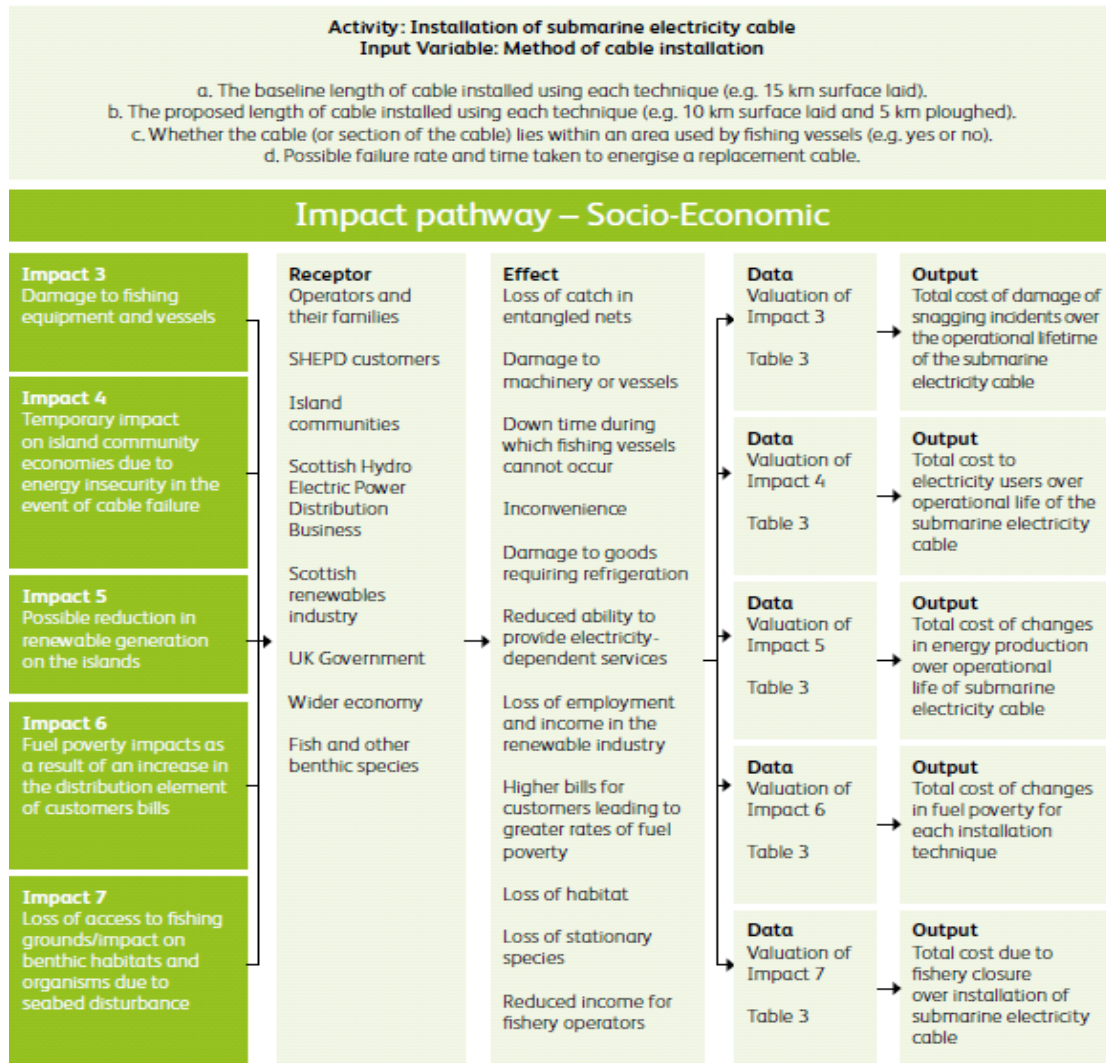 Activity: Installation of submarine electricity cable
Input Variable: Method of cable installation
a. The baseline length of cable installed using each technique (e.g. 15 km surface laid).
b. The proposed length of cable installed using each technique (e.g. 10 km surface laid and 5 km ploughed).
c. Whether the cable (or section of the cable) lies within an area used by fishing vessels (e.g. yes or no).
d. Possible failure rate and time taken to energise a replacement cable.
Impact pathway – Socio-Economic
Impact 3
Damage to fishing
equipment and vessels
Impact 4
Temporary impact
on island community
economies due to
energy insecurity in the
event of cable failure
Impact 5
Possible reduction in
renewable generation
on the islands
Impact 6
Fuel poverty impacts as
a result of an increase in
the distribution element
of customers bills
Impact 7
Loss of access to fishing
grounds/impact on
benthic habitats and
organisms due to
seabed disturbance
Receptor
Operators and
their families
SHEPD customers
Island
communities
Scottish Hydro
Electric Power
Distribution
Business
Scottish
renewables
industry
UK Government
Wider economy
Fish and other
benthic species
Effect
Loss of catch in
entangled nets
Damage to
machinery or vessels
Down time during
which fishing vessels
cannot occur
Inconvenience
Damage to goods
requiring refrigeration
Reduced ability to
provide electricity-
dependent services
Loss of employment
and income in the
renewable industry
Higher bills for
customers leading to
greater rates of fuel
poverty
Loss of habitat
Loss of stationary
species
Reduced income for
fishery operators
Data
Valuation of
Impact 3
Table 3
Output
Total cost of damage of
snagging incidents over
the operational lifetime
of the submarine
electricity cable
Data
Valuation of
Impact 4
Table 3
Output
Total cost to
electricity users over
operational life of the
submarine electricity
cable
Data
Valuation of
Impact 5
Table 3
Output
Total cost of changes
in energy production
over operational
life of submarine
electricity cable
Data
Valuation of
Impact 6
Table 3
Output
Total cost of changes
in fuel poverty for
each installation
technique
Data
Valuation of
Impact 7
Table 3
Output
Total cost due to
fishery closure
over installation of
submarine electricity
cable